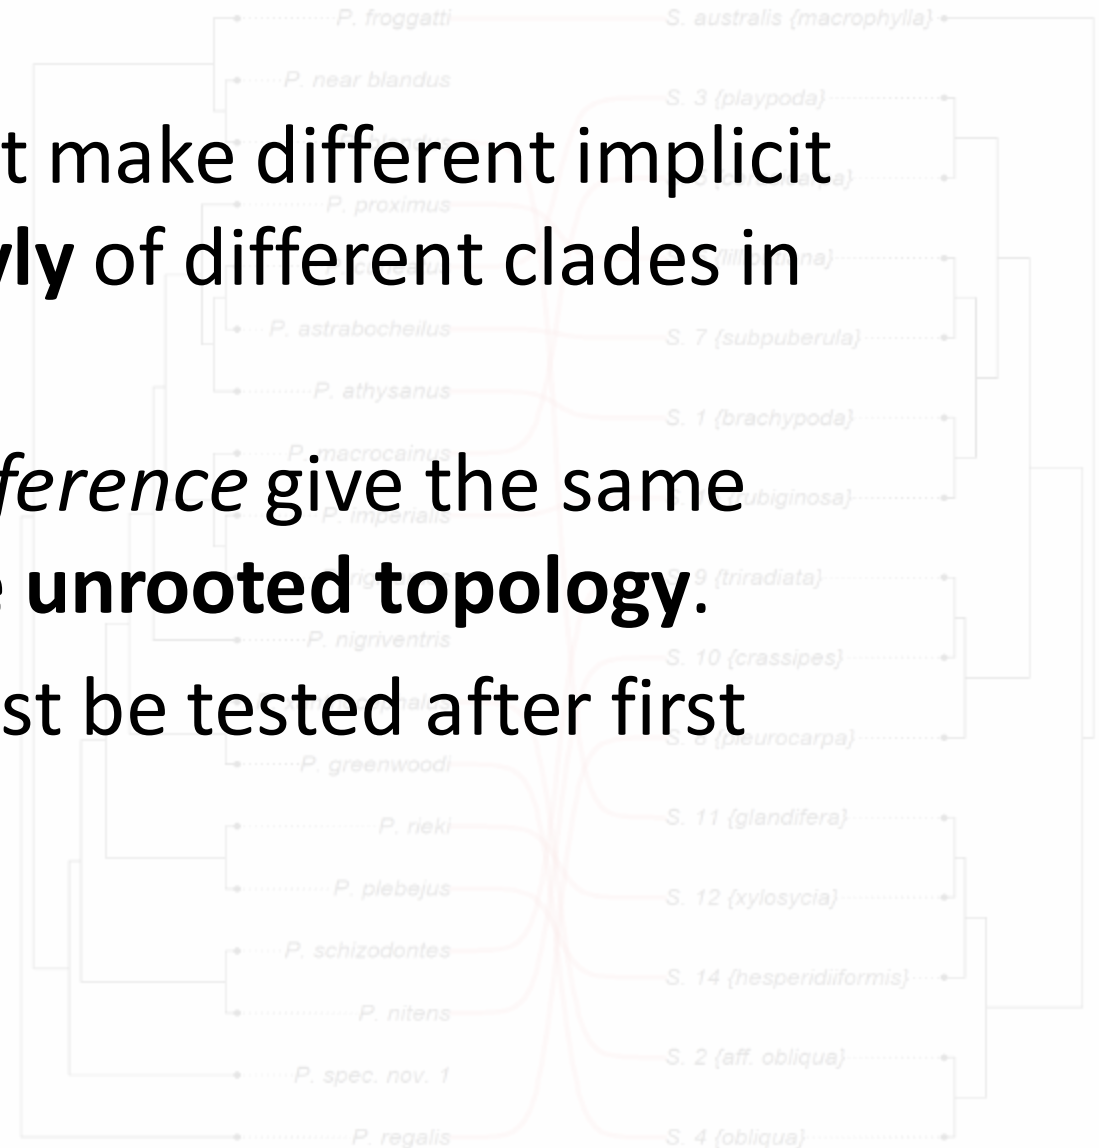 P. froggatti S. australis {macrophylla}
P. near blandus
S. 3 {playpoda}
t make different implicit
P. proximus
yly of different clades in
P. astrabocheilus
S. 7 {subpuberula}
P. athysanus
S. 1 {brachypoda}
P. macrocainus
ference give the same
P. imperialis
S. 9 {triradiata}
e unrooted topology.
P. nigriventris
S. 10 {crassipes}
st be tested after first
S. 8 {pleurocarpa}
P. greenwoodi
S. 11 {glandifera}
P. rieki
P. plebejus
S. 12 {xylosycia}
P. schizodontes
S. 14 {hesperidiiformis}
P. nitens
S. 2 {aff. obliqua}
P. spec. nov. 1
P. regalis S. 4 {obliqua}